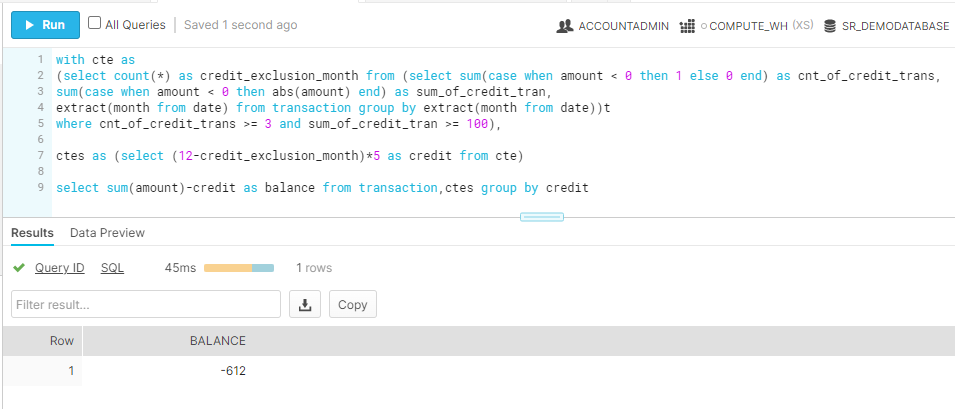 Run All Queries | Saved 1 second ago ACCOUNTADMIN COMPUTE_WH (XS) SR_DEMODATABASE
1 with cte as
2 (select count(*) as credit_exclusion_month from (select sum(case when amount < 0 then 1 else 0 end) as cnt_of_credit_trans,
3 sum(case when amount < 0 then abs(amount) end) as sum_of_credit_tran,
4 extract(month from date) from transaction group by extract(month from date))t
5 where cnt_of_credit_trans >= 3 and sum_of_credit_tran >= 100),
6
7 ctes as (select (12-credit_exclusion_month)*5 as credit from cte)
8
9 select sum(amount)-credit as balance from transaction,ctes group by credit
Results Data Preview
Query ID SQL 45ms 1 rows
Filter result... Copy
Row BALANCE
1 -612